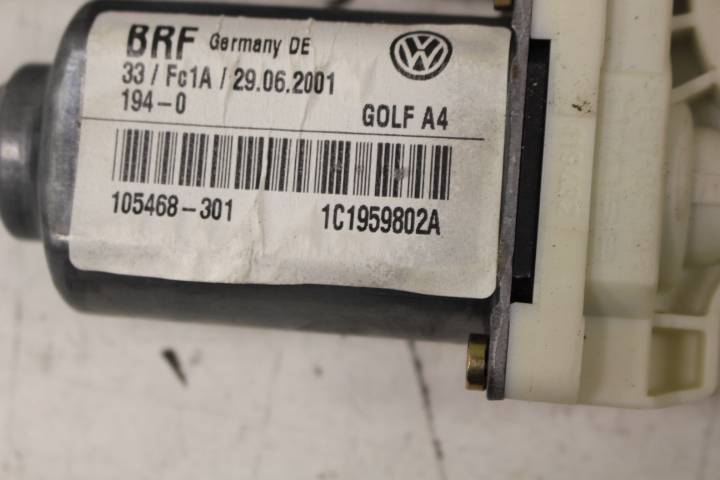 BRF Germany DE
33 / Fc1A / 29.06.2001
194-0
GOLF A4
105468-301 1C1959802A